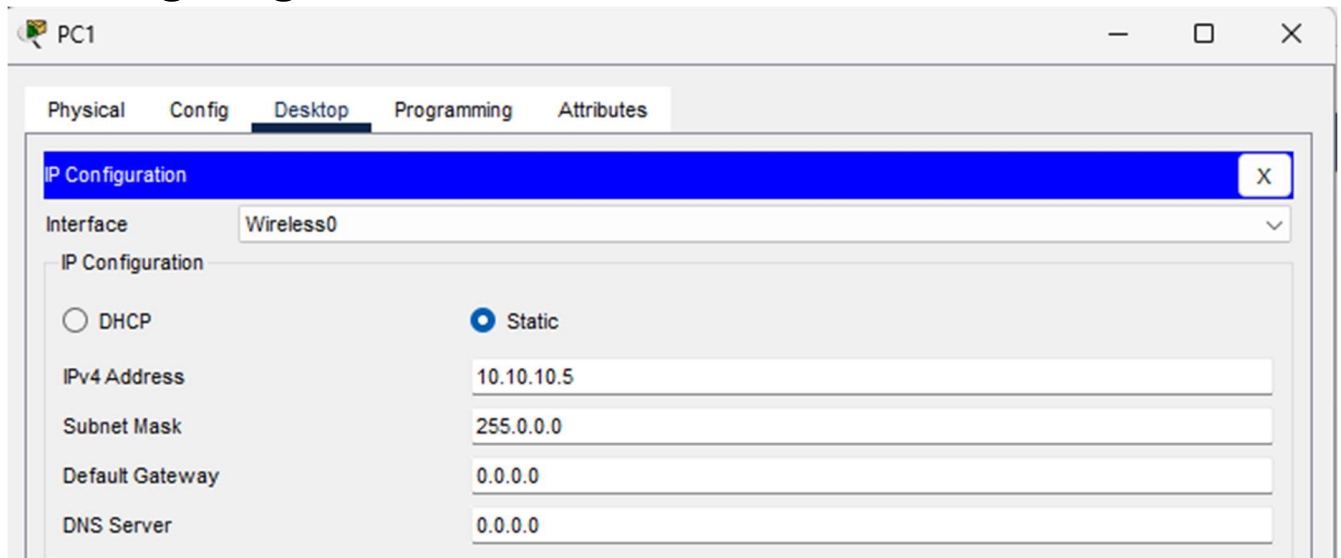 PC1
Physical Config Desktop Programming Attributes
IP Configuration X
Interface Wireless0
IP Configuration
DHCP Static
IPv4 Address 10.10.10.5
Subnet Mask 255.0.0.0
Default Gateway 0.0.0.0
DNS Server 0.0.0.0